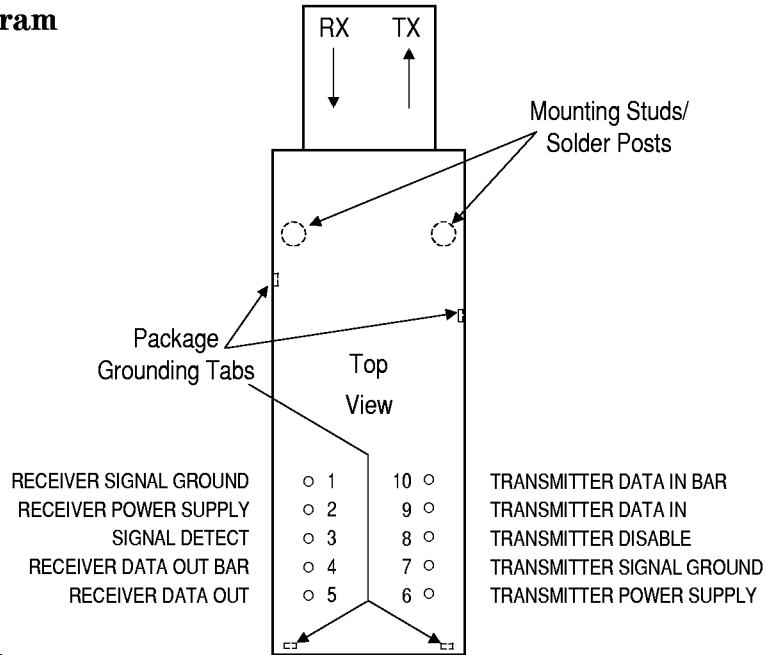 ram
RX TX
Mounting Studs/
Solder Posts
Package
Grounding Tabs
Top
View
RECEIVER SIGNAL GROUND 1 10 TRANSMITTER DATA IN BAR
RECEIVER POWER SUPPLY 2 9 TRANSMITTER DATA IN
SIGNAL DETECT 3 8 TRANSMITTER DISABLE
RECEIVER DATA OUT BAR 4 7 TRANSMITTER SIGNAL GROUND
RECEIVER DATA OUT 5 6 TRANSMITTER POWER SUPPLY